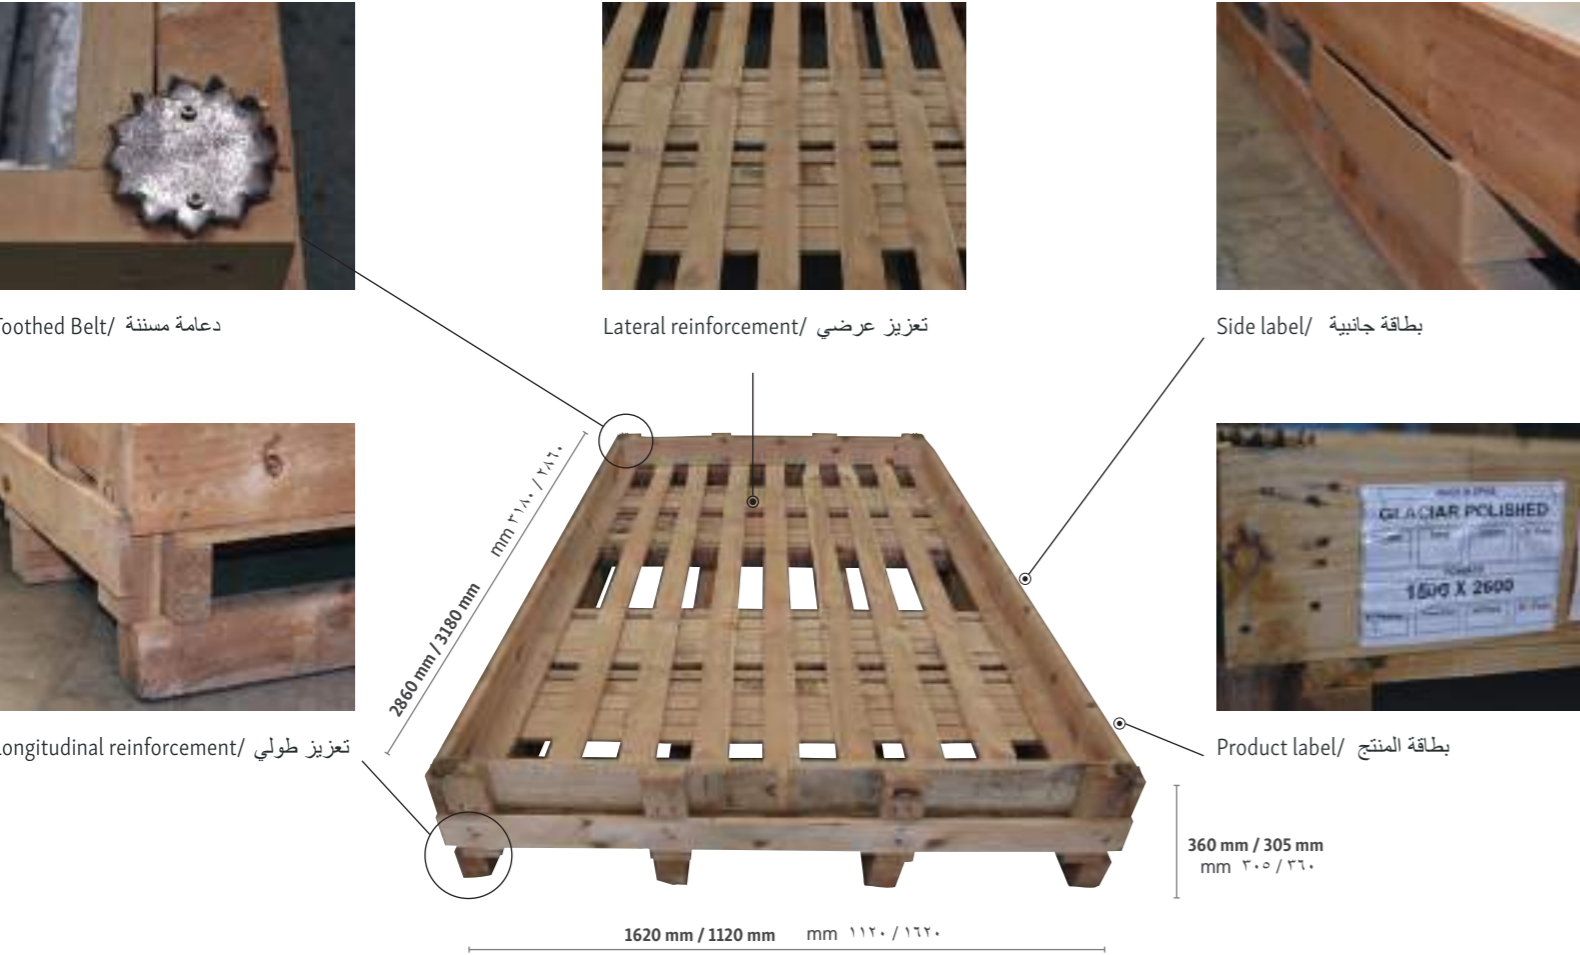 Toothed Belt/ دعامة مسننة
Lateral reinforcement/ تعزيز عرضي
Side label/ بطاقة جانبية
mm ٣١٨٠ / ٢٨٦٠
2860 mm / 3180 mm
GLACIAR POLISHED
1500 X 2600
Longitudinal reinforcement/ تعزيز طولي
Product label/ بطاقة المنتج
360 mm / 305 mm
mm ٣٠٥ / ٣٦٠
1620 mm / 1120 mm mm ١١٢٠ / ١٦٢٠